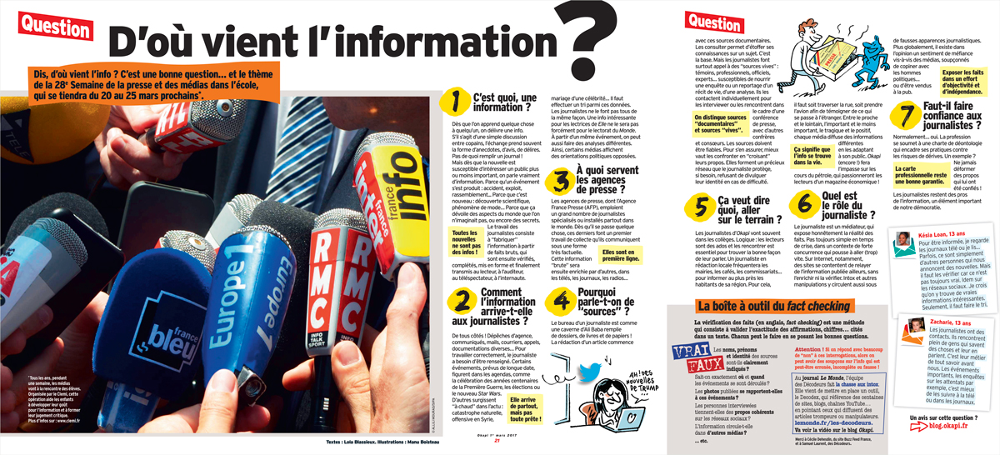 Question
D'où vient l'information ?
Dis, d'où vient l'info ? C'est une bonne question... et le thème
de la 28e Semaine de la presse et des médias dans l'école,
qui se tiendra du 20 au 25 mars prochains*.
RTL
france
inter
france
info
RMC
INFO
TALK
SPORT
RMC
Europe1
Europe1
france
bleu
*Tous les ans, pendant
une semaine, les médias
vont à la rencontre des élèves.
Organisée par le Clemi, cette
opération aide les enfants
à développer leur goût
pour l'information et à former
leur jugement critique.
Plus d'infos sur : www.clemi.fr
Textes : Lola Blassieux. Illustrations : Manu Boisteau
1
C'est quoi, une
information ?
Dès que l'on apprend quelque chose
à quelqu'un, on délivre une info.
S'il s'agit d'une simple discussion
entre copains, l'échange prend souvent
la forme d'anecdotes, d'avis, de délires.
Pas de quoi remplir un journal !
Mais dès que la nouvelle est
susceptible d'intéresser un public plus
ou moins important, on parle vraiment
d'information. Parce qu'un événement
s'est produit : accident, exploit,
rassemblement... Parce que c'est
nouveau : découverte scientifique,
phénomène de mode... Parce que ça
dévoile des aspects du monde que l'on
n'imaginait pas, ou encore des secrets.
Toutes les
nouvelles
ne sont pas
des infos !
Le travail des
journalistes consiste
à "fabriquer"
l'information à partir
de faits bruts, qui
sont ensuite vérifiés,
complétés, mis en forme et finalement
transmis au lecteur, à l'auditeur,
au téléspectateur, à l'internaute.
2
Comment
l'information
arrive-t-elle
aux journalistes ?
De tous côtés ! Dépêches d'agence,
communiqués, mails, courriers, appels,
documentations diverses... Pour
travailler correctement, le journaliste
a besoin d'être renseigné. Certains
événements, prévus de longue date,
figurent dans les agendas, comme
la célébration des années centenaires
de la Première Guerre, les élections ou
le nouveau Star Wars.
D'autres surgissent
"à chaud" dans l'actu :
catastrophe naturelle,
offensive en Syrie,
Elle arrive
de partout,
mais pas
toute prête !
mariage d'une célébrité... Il faut
effectuer un tri parmi ces données.
Les journalistes ne le font pas tous de
la même façon. Une info intéressante
pour les lectrices de Elle ne le sera pas
forcément pour le lectorat du Monde.
À partir d'un même événement, on peut
aussi faire des analyses différentes.
Ainsi, certains médias affichent
des orientations politiques opposées.
3
À quoi servent
les agences
de presse ?
Les agences de presse, dont l'Agence
France Presse (AFP), emploient
un grand nombre de journalistes
spécialisés ou installés partout dans
le monde. Dès qu'il se passe quelque
chose, ces derniers font un premier
travail de collecte qu'ils communiquent
sous une forme
très factuelle.
Cette information
"brute" sera
ensuite enrichie par d'autres, dans
les télés, les journaux, les radios...
Elles sont en
première ligne.
4
Pourquoi
parle-t-on de
"sources" ?
Le bureau d'un journaliste est comme
une caverne d'Ali Baba remplie
de dossiers, de livres et de papiers !
La rédaction d'un article commence
AH! DES
NOUVELLES
DE TRUMP...
Okapi 1er mars 2017
21
Question
PRESSE
avec ces sources documentaires.
Les consulter permet d'étoffer ses
connaissances sur un sujet. C'est
la base. Mais les journalistes font
surtout appel à des "sources vives" :
témoins, professionnels, officiels,
experts... susceptibles de nourrir
une enquête ou un reportage d'un
récit de vie, d'une analyse. Ils les
contactent individuellement pour
les interviewer ou les rencontrent dans
On distingue sources
"documentaires"
et sources "vives".
le cadre d'une
conférence
de presse,
avec d'autres
confrères
et consœurs. Les sources doivent
être fiables. Pour s'en assurer, mieux
vaut les confronter en "croisant"
leurs propos. Elles forment un précieux
réseau que le journaliste protège,
si besoin, refusant de divulguer
leur identité en cas de difficulté.
5
Ça veut dire
quoi, aller
sur le terrain ?
Les journalistes d'Okapi vont souvent
dans les collèges. Logique : les lecteurs
sont des ados et les rencontrer est
essentiel pour trouver la bonne façon
de leur parler. Un journaliste en
rédaction locale fréquentera les
mairies, les cafés, les commissariats...
pour informer au plus près les
habitants de sa région. Pour cela,
il faut soit traverser la rue, soit prendre
l'avion afin de témoigner de ce qui
se passe à l'étranger. Entre le proche
et le lointain, l'important et le moins
important, le tragique et le positif,
chaque média diffuse des informations
Ça signifie que
l'info se trouve
dans la vie.
différentes
en les adaptant
à son public. Okapi
(encore !) fera
l'impasse sur les
cours du pétrole, qui passionneront les
lecteurs d'un magazine économique !
6
Quel est
le rôle du
journaliste ?
Le journaliste est un médiateur, qui
expose honnêtement la réalité des
faits. Pas toujours simple en temps
de crise, dans un contexte de forte
concurrence qui pousse à aller (trop)
vite. Sur Internet, notamment,
des sites se contentent de relayer
de l'information publiée ailleurs, sans
l'enrichir ni la vérifier. Intox et autres
manipulations y circulent aussi sous
de fausses apparences journalistiques.
Plus globalement, il existe dans
l'opinion un sentiment de méfiance
vis-à-vis des médias, soupçonnés
de copiner avec
les hommes
politiques...
ou d'être vendus
à la pub.
Exposer les faits
dans un effort
d'objectivité et
d'indépendance.
7
Faut-il faire
confiance aux
journalistes ?
Normalement... oui. La profession
se soumet à une charte de déontologie
qui encadre ses pratiques contre
les risques de dérives. Un exemple ?
La carte
professionnelle reste
une bonne garantie.
Ne jamais
déformer
des propos
qui lui ont
été confiés !
Les journalistes restent des pros
de l'information, un élément important
de notre démocratie.
La boîte à outil du fact checking
La vérification des faits (en anglais, fact checking) est une méthode
qui consiste à valider l'exactitude des affirmations, chiffres... cités
dans un texte. Chacun peut le faire en se posant les bonnes questions.
VRAI
FAUX
Les noms, prénoms
et identité des sources
sont-ils clairement
indiqués ?
Sait-on exactement où et quand
les événements se sont déroulés ?
Les photos publiées se rapportent-elles
à ces événements ?
Les personnes interviewées
tiennent-elles des propos cohérents
sur les réseaux sociaux ?
L'information circule-t-elle
dans d'autres médias ?
... etc.
Attention ! Si on répond avec beaucoup
de "non" à ces interrogations, alors on
peut avoir des soupçons sur l'info qui est
peut-être erronée, incomplète ou fausse !
Au journal Le Monde, l'équipe
des Décodeurs fait la chasse aux intox.
Elle vient de mettre en place un outil,
le Decodex, qui référence des centaines
de sites, blogs, chaînes YouTube...
en pointant ceux qui diffusent des articles
trompeurs ou manipulateurs.
lemonde.fr/les-decodeurs.
Va voir la vidéo sur le blog Okapi.
Merci à Cécile Dehesdin, du site Buzz Feed France,
et à Samuel Laurent, des Décodeurs.
Késia Loan, 13 ans
Pour être informée, je regarde
les journaux télé ou je lis...
Parfois, ce sont simplement
d'autres personnes qui nous
annoncent des nouvelles. Mais
il faut les vérifier car ce n'est
pas toujours vrai. Idem sur
les réseaux sociaux. Je crois
qu'on y trouve de vraies
informations intéressantes.
Seulement, il faut faire le tri.
Zacharie, 13 ans
Les journalistes ont des
contacts. Ils rencontrent
plein de gens qui savent
des choses et leur en
parlent. C'est leur métier
de tout savoir avant
nous. Les événements
importants, les enquêtes
sur les attentats par
exemple, c'est mieux
de les suivre à la télé
ou dans les journaux.
Un avis sur cette question ?
blog.okapi.fr